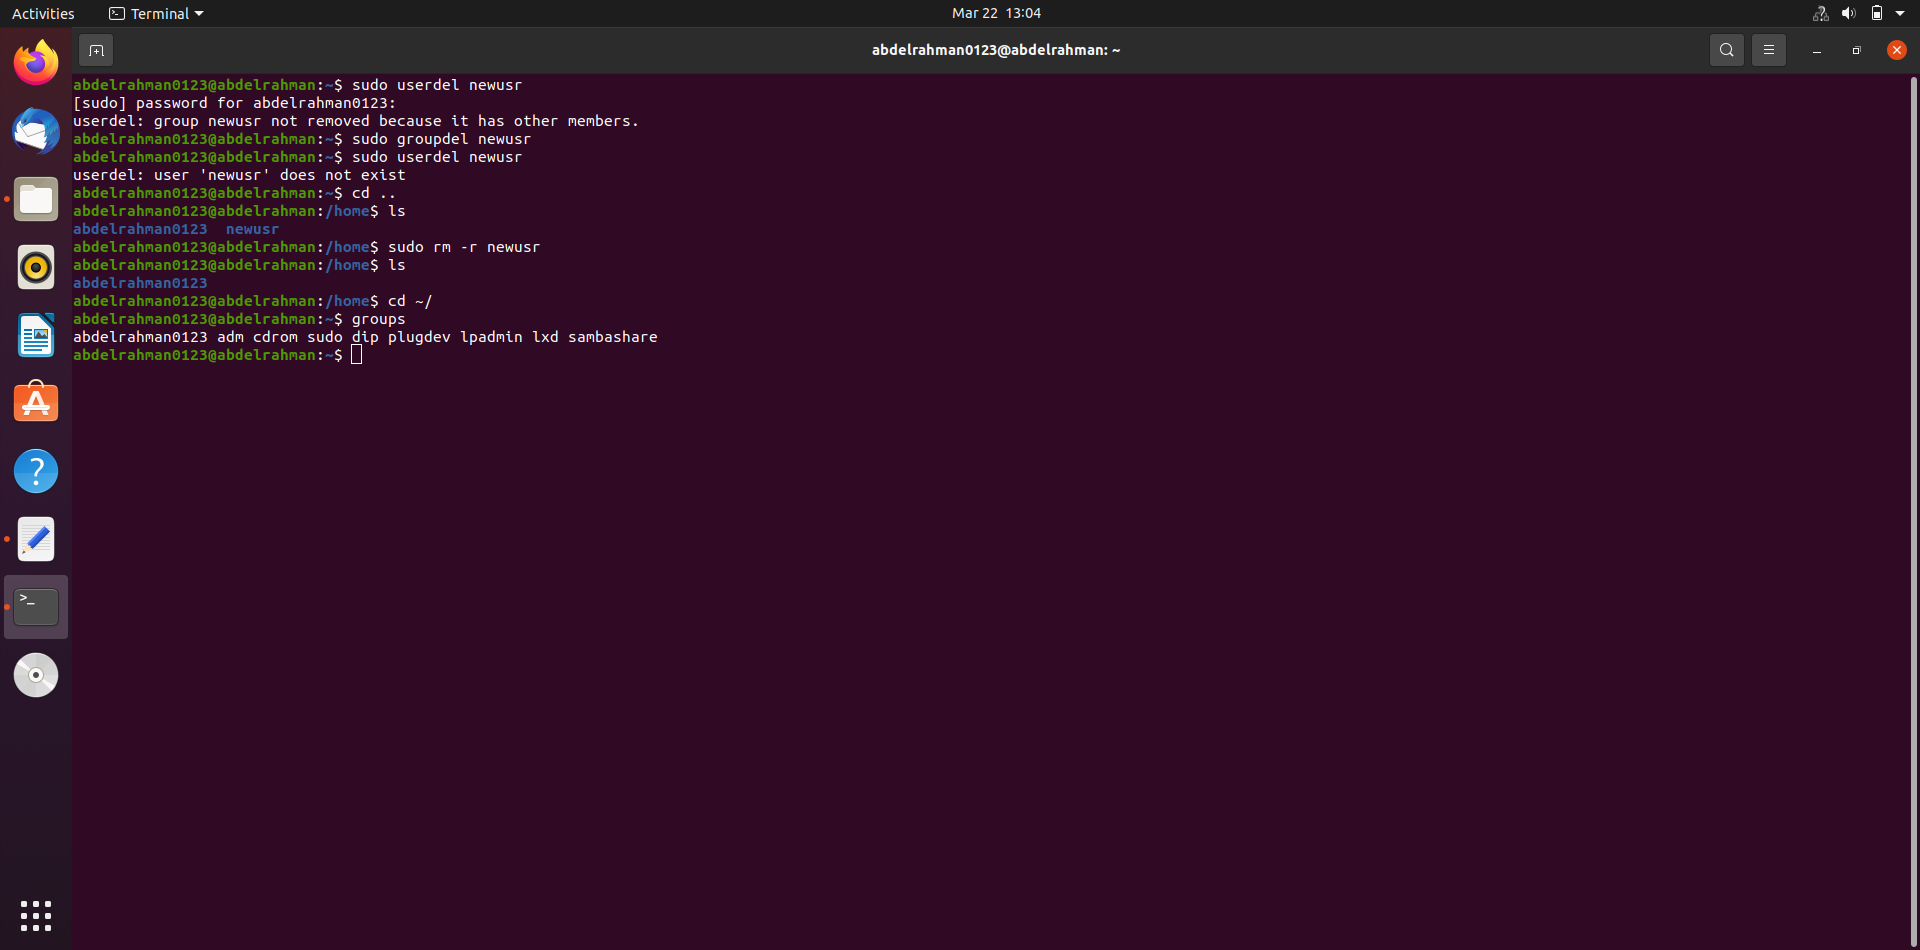 Activities
Terminal
Mar 22 13:04
abdelrahman0123@abdelrahman: ~
abdelrahman0123@abdelrahman:~$ sudo userdel newusr
[sudo] password for abdelrahman0123:
userdel: group newusr not removed because it has other members.
abdelrahman0123@abdelrahman:~$ sudo groupdel newusr
abdelrahman0123@abdelrahman:~$ sudo userdel newusr
userdel: user 'newusr' does not exist
abdelrahman0123@abdelrahman:~$ cd ..
abdelrahman0123@abdelrahman:/home$ ls
abdelrahman0123  newusr
abdelrahman0123@abdelrahman:/home$ sudo rm -r newusr
abdelrahman0123@abdelrahman:/home$ ls
abdelrahman0123
abdelrahman0123@abdelrahman:/home$ cd ~/
abdelrahman0123@abdelrahman:~$ groups
abdelrahman0123 adm cdrom sudo dip plugdev lpadmin lxd sambashare
abdelrahman0123@abdelrahman:~$